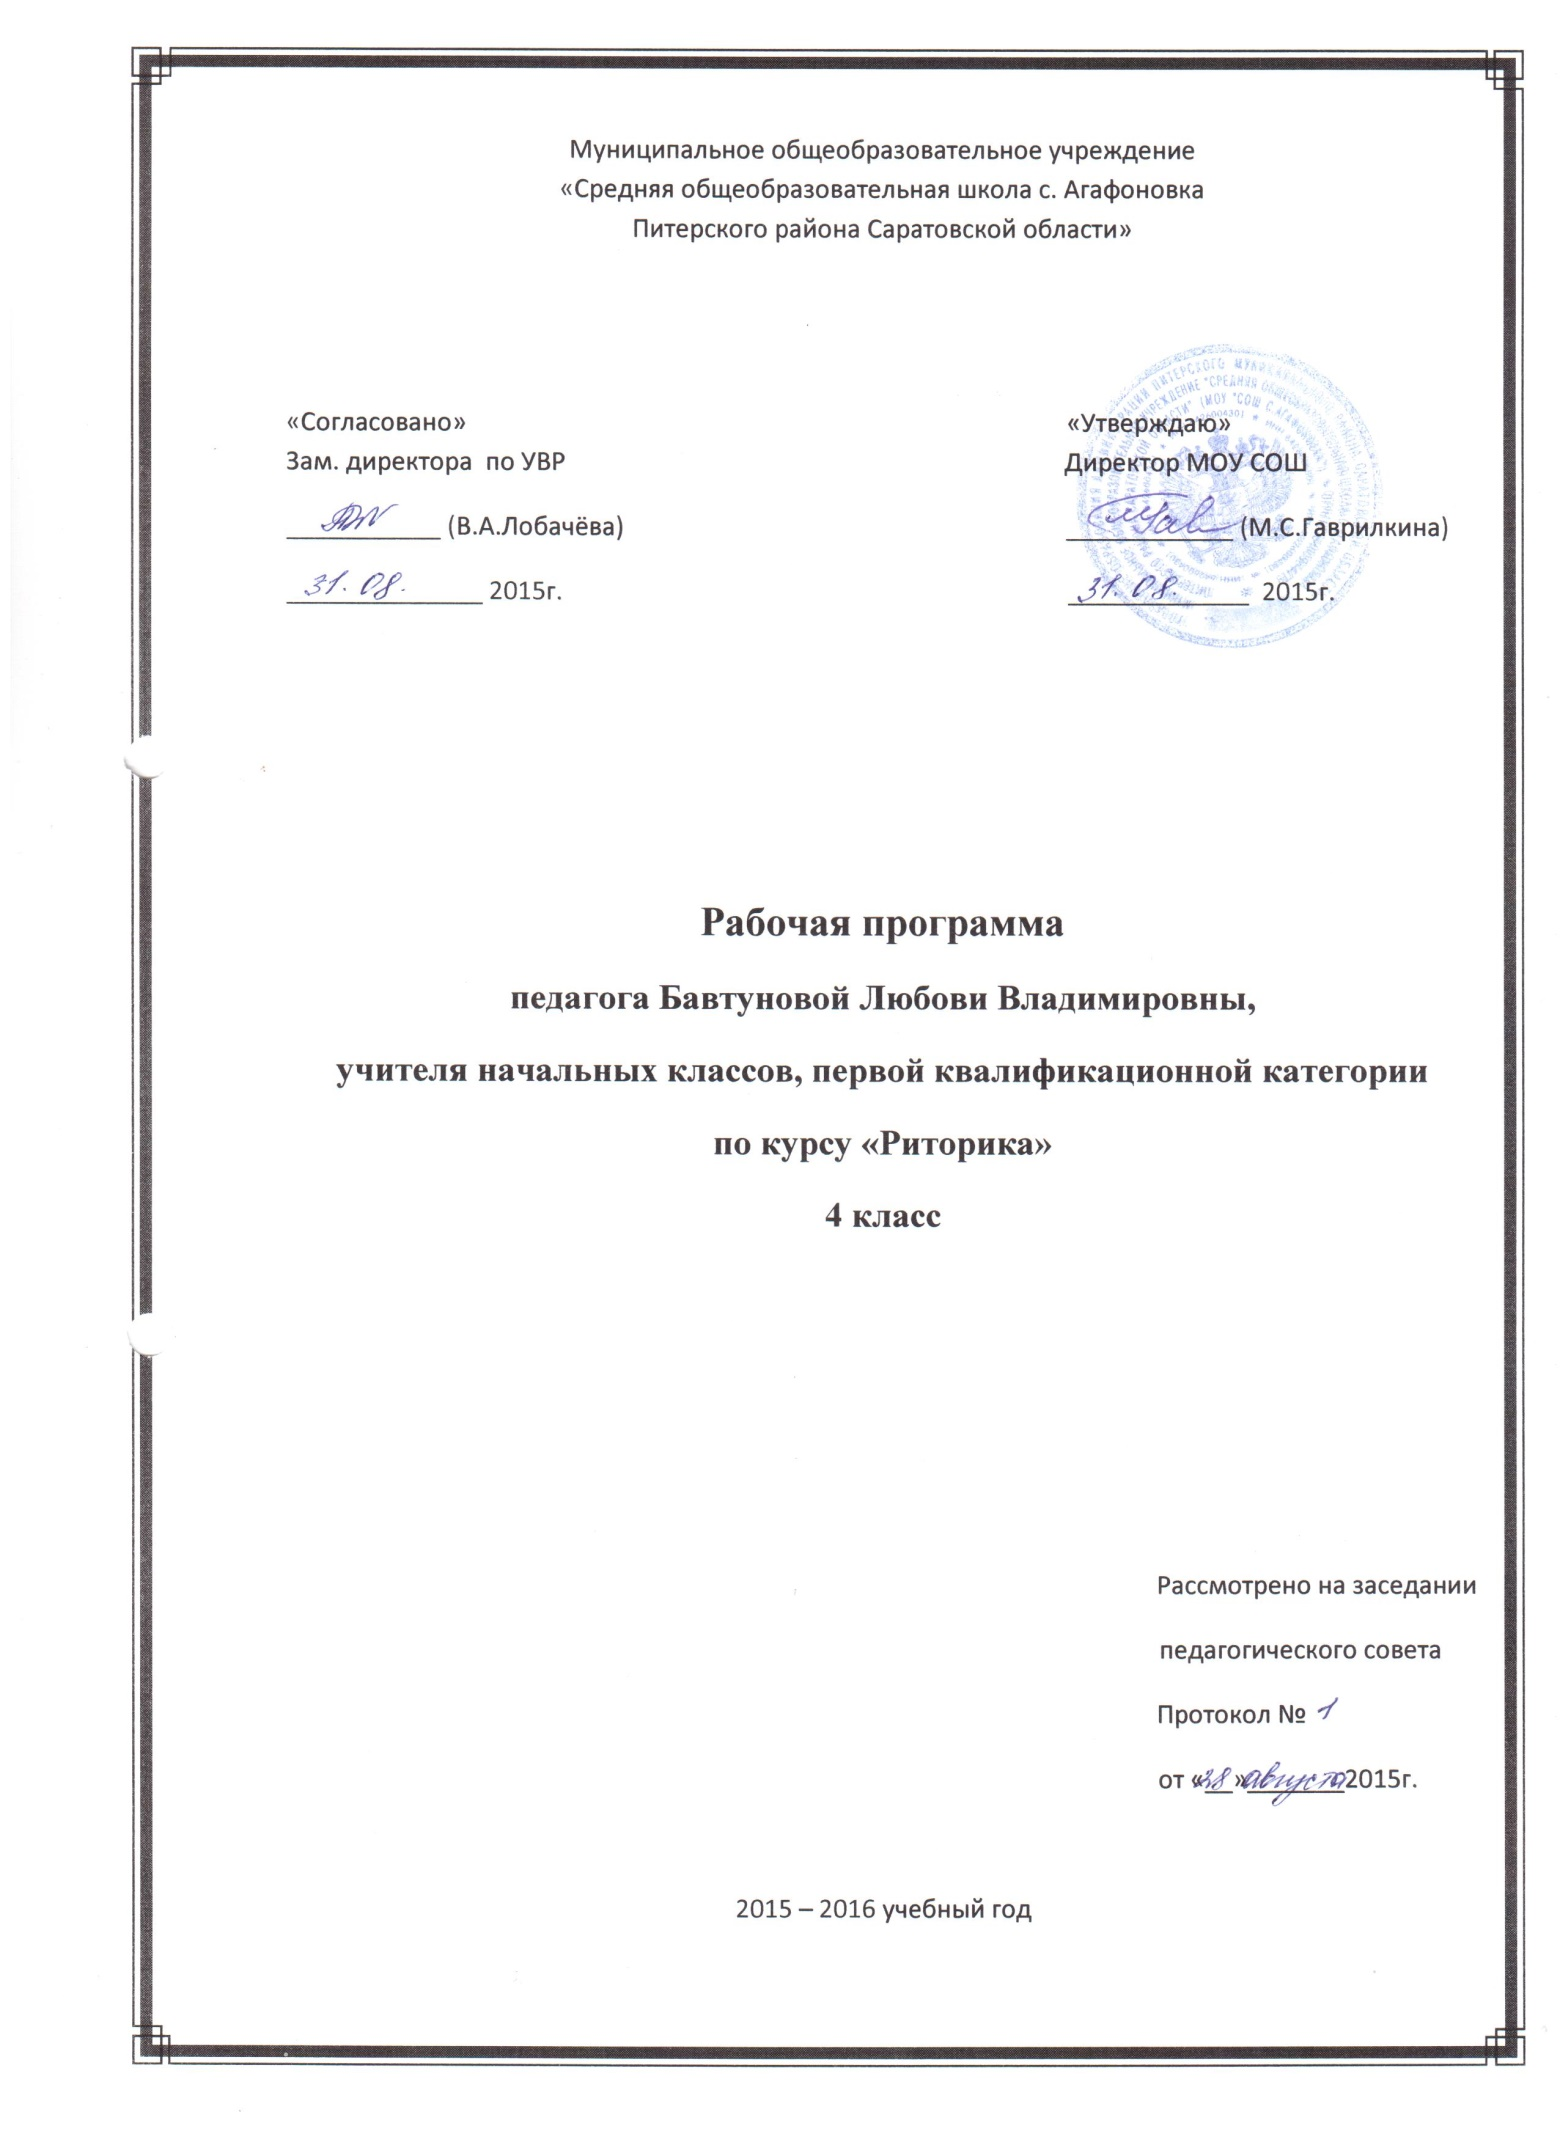 Муниципальное общеобразовательное учреждение
«Средняя общеобразовательная школа с. Агафоновка
Питерского района Саратовской области»
«Согласовано»
Зам. директора по УВР
(В.А.Лобачёва)
31. 08. 2015г.
«Утверждаю»
Директор МОУ СОШ
(М.С.Гаврилкина)
31. 08. 2015г.
Рабочая программа
педагога Бавтуновой Любови Владимировны,
учителя начальных классов, первой квалификационной категории
по курсу «Риторика»
4 класс
Рассмотрено на заседании
педагогического совета
Протокол № 1
от «28» августа 2015г.
2015 – 2016 учебный год